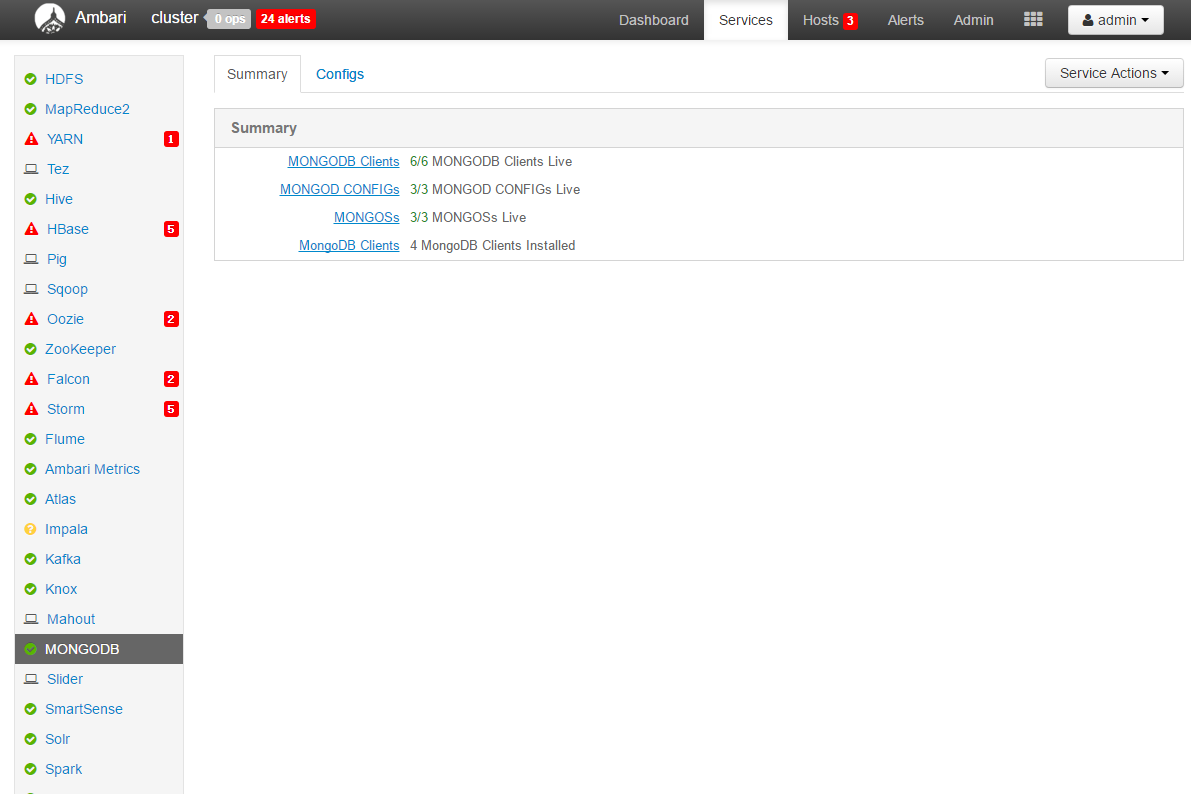 Ambari cluster 0 ops 24 alerts Dashboard Services Hosts 3 Alerts Admin admin
HDFS
MapReduce2
YARN 1
Tez
Hive
HBase 5
Pig
Sqoop
Oozie 2
ZooKeeper
Falcon 2
Storm 5
Flume
Ambari Metrics
Atlas
Impala
Kafka
Knox
Mahout
MONGODB
Slider
SmartSense
Solr
Spark
Summary Configs Service Actions
Summary
MONGODB Clients 6/6 MONGODB Clients Live
MONGOD CONFIGs 3/3 MONGOD CONFIGs Live
MONGOSs 3/3 MONGOSs Live
MongoDB Clients 4 MongoDB Clients Installed